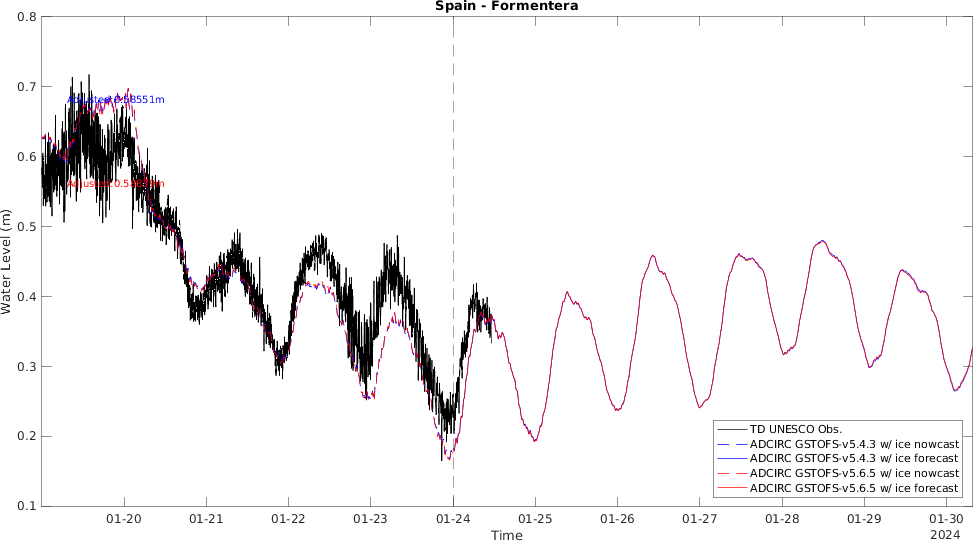 Spain - Formentera
0.8
0.7
0.6
0.5
0.4
0.3
0.2
0.1
Water Level (m)
01-20
01-21
01-22
01-23
01-24
01-25
01-26
01-27
01-28
01-29
01-30
2024
Time
TD UNESCO Obs.
ADCIRC GSTOFS-v5.4.3 w/ ice nowcast
ADCIRC GSTOFS-v5.4.3 w/ ice forecast
ADCIRC GSTOFS-v5.6.5 w/ ice nowcast
ADCIRC GSTOFS-v5.6.5 w/ ice forecast